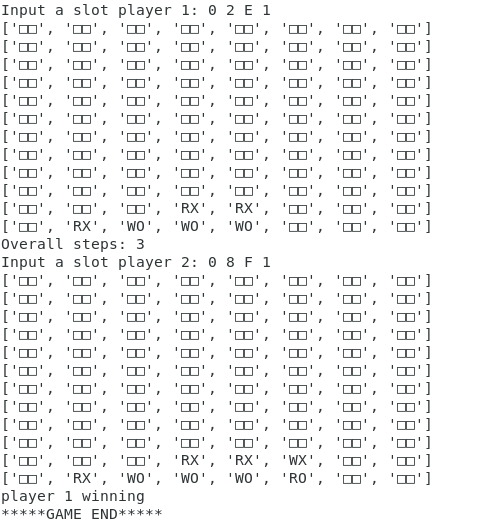 Input a slot player 1: 0 2 E 1
['□□', '□□', '□□', '□□', '□□', '□□', '□□', '□□']
['□□', '□□', '□□', '□□', '□□', '□□', '□□', '□□']
['□□', '□□', '□□', '□□', '□□', '□□', '□□', '□□']
['□□', '□□', '□□', '□□', '□□', '□□', '□□', '□□']
['□□', '□□', '□□', '□□', '□□', '□□', '□□', '□□']
['□□', '□□', '□□', '□□', '□□', '□□', '□□', '□□']
['□□', '□□', '□□', '□□', '□□', '□□', '□□', '□□']
['□□', '□□', '□□', '□□', '□□', '□□', '□□', '□□']
['□□', '□□', '□□', '□□', '□□', '□□', '□□', '□□']
['□□', '□□', '□□', '□□', '□□', '□□', '□□', '□□']
['□□', '□□', '□□', 'RX', 'RX', '□□', '□□', '□□']
['□□', 'RX', 'WO', 'WO', 'WO', '□□', '□□', '□□']
Overall steps: 3
Input a slot player 2: 0 8 F 1
['□□', '□□', '□□', '□□', '□□', '□□', '□□', '□□']
['□□', '□□', '□□', '□□', '□□', '□□', '□□', '□□']
['□□', '□□', '□□', '□□', '□□', '□□', '□□', '□□']
['□□', '□□', '□□', '□□', '□□', '□□', '□□', '□□']
['□□', '□□', '□□', '□□', '□□', '□□', '□□', '□□']
['□□', '□□', '□□', '□□', '□□', '□□', '□□', '□□']
['□□', '□□', '□□', '□□', '□□', '□□', '□□', '□□']
['□□', '□□', '□□', '□□', '□□', '□□', '□□', '□□']
['□□', '□□', '□□', '□□', '□□', '□□', '□□', '□□']
['□□', '□□', '□□', '□□', '□□', '□□', '□□', '□□']
['□□', '□□', '□□', 'RX', 'RX', 'WX', '□□', '□□']
['□□', 'RX', 'WO', 'WO', 'WO', 'RO', '□□', '□□']
player 1 winning
*****GAME END*****